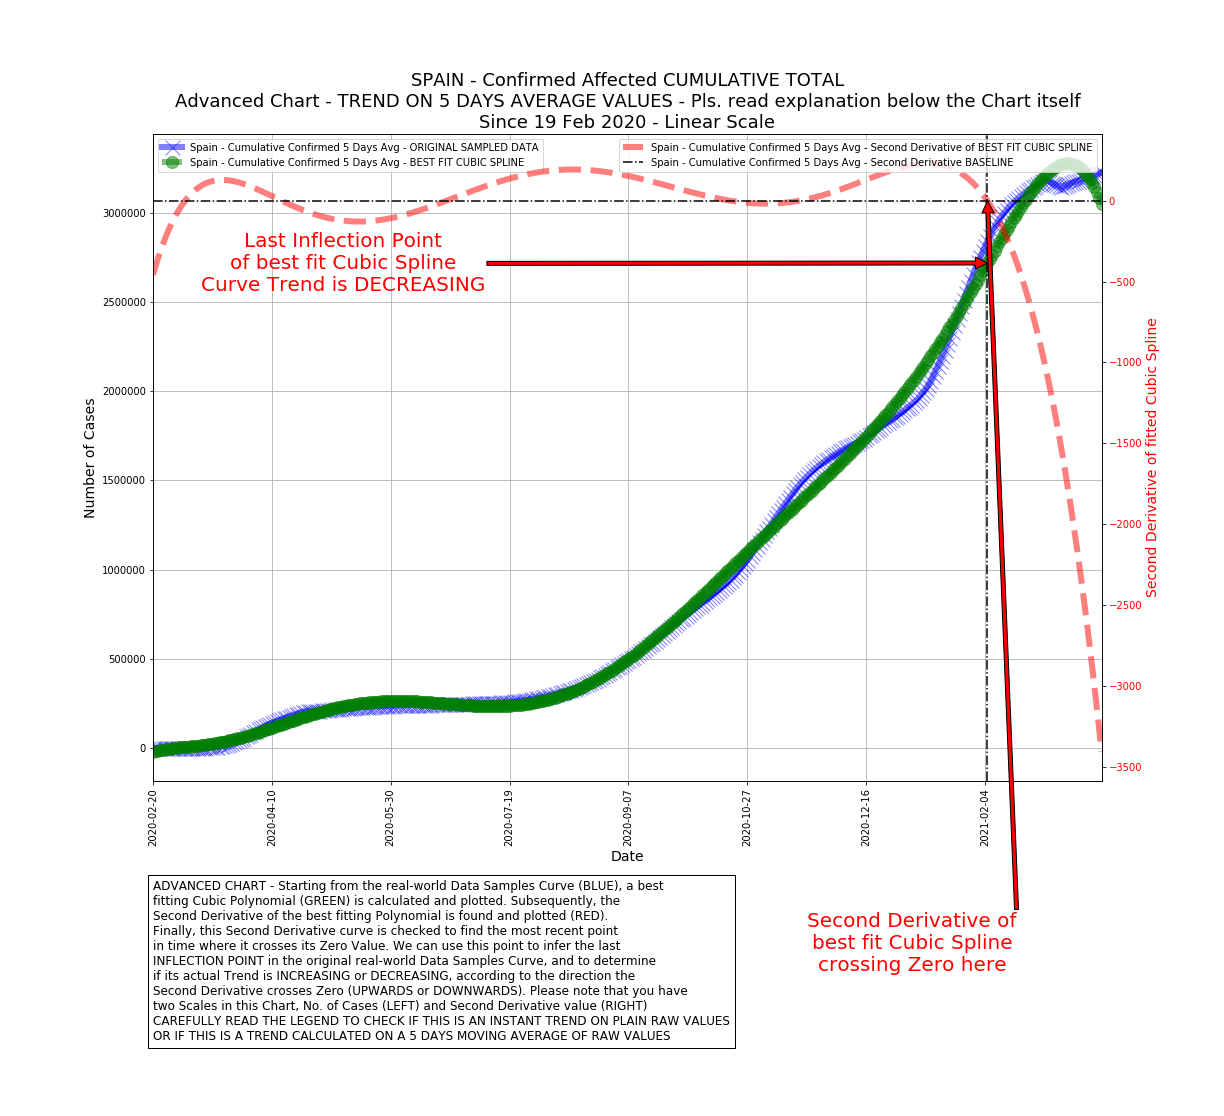 SPAIN - Confirmed Affected CUMULATIVE TOTAL
Advanced Chart - TREND ON 5 DAYS AVERAGE VALUES - Pls. read explanation below the Chart itself
Since 19 Feb 2020 - Linear Scale
Spain - Cumulative Confirmed 5 Days Avg - ORIGINAL SAMPLED DATA
Spain - Cumulative Confirmed 5 Days Avg - BEST FIT CUBIC SPLINE
Spain - Cumulative Confirmed 5 Days Avg - Second Derivative of BEST FIT CUBIC SPLINE
Spain - Cumulative Confirmed 5 Days Avg - Second Derivative BASELINE
Last Inflection Point
of best fit Cubic Spline
Curve Trend is DECREASING
Number of Cases
3000000
2500000
2000000
1500000
1000000
500000
0
0
−500
−1000
−1500
−2000
−2500
−3000
−3500
Second Derivative of fitted Cubic Spline
2020-02-20
2020-04-10
2020-05-30
2020-07-19
2020-09-07
2020-10-27
2020-12-16
2021-02-04
Date
ADVANCED CHART - Starting from the real-world Data Samples Curve (BLUE), a best
fitting Cubic Polynomial (GREEN) is calculated and plotted. Subsequently, the
Second Derivative of the best fitting Polynomial is found and plotted (RED).
Finally, this Second Derivative curve is checked to find the most recent point
in time where it crosses its Zero Value. We can use this point to infer the last
INFLECTION POINT in the original real-world Data Samples Curve, and to determine
if its actual Trend is INCREASING or DECREASING, according to the direction the
Second Derivative crosses Zero (UPWARDS or DOWNWARDS). Please note that you have
two Scales in this Chart, No. of Cases (LEFT) and Second Derivative value (RIGHT)
CAREFULLY READ THE LEGEND TO CHECK IF THIS IS AN INSTANT TREND ON PLAIN RAW VALUES
OR IF THIS IS A TREND CALCULATED ON A 5 DAYS MOVING AVERAGE OF RAW VALUES
Second Derivative of
best fit Cubic Spline
crossing Zero here